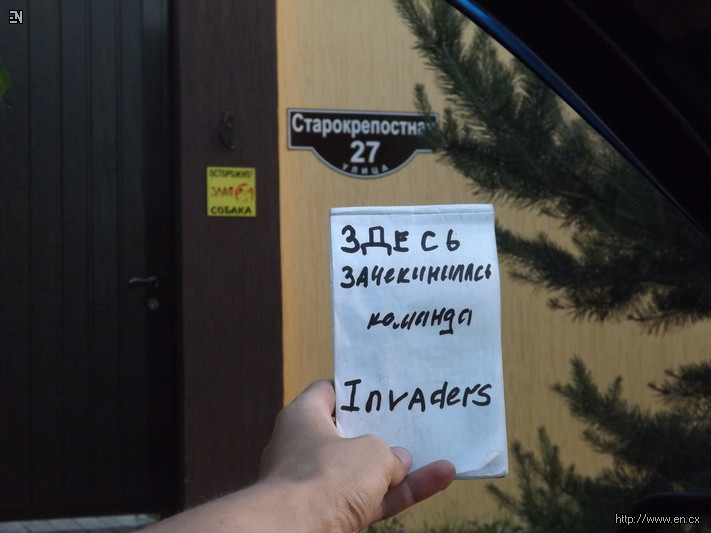 EN
Старокрепостная
27
УЛИЦА
ОСТОРОЖНО!
ЗЛАЯ
СОБАКА
ЗДЕСЬ
ЗАЧЕКИНИЛАСЬ
команда
Invaders
http://www.en.cx